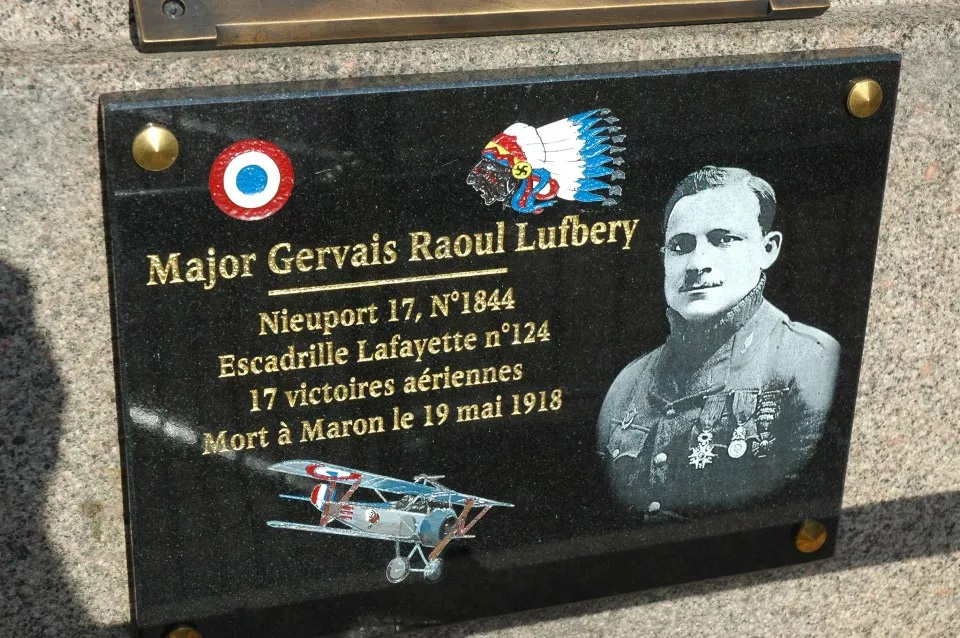 Major Gervais Raoul Lufbery
Nieuport 17, N°1844
Escadrille Lafayette n°124
17 victoires aériennes
Mort à Maron le 19 mai 1918